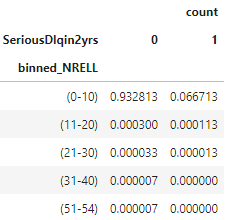 count
SeriousDlqin2yrs 0 1
binned_NRELL
(0-10) 0.932813 0.066713
(11-20) 0.000300 0.000113
(21-30) 0.000033 0.000013
(31-40) 0.000007 0.000000
(51-54) 0.000007 0.000000